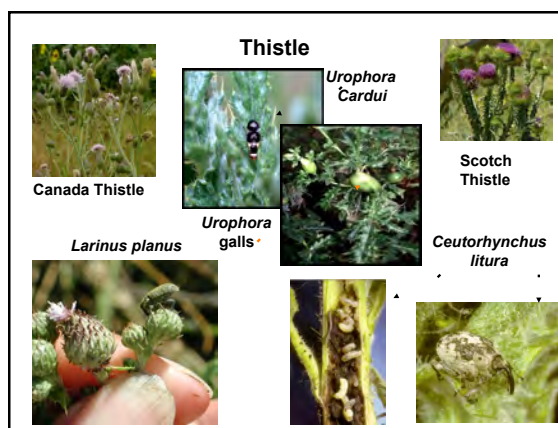 Thistle
Urophora
Cardui
Canada Thistle
Scotch
Thistle
Urophora
galls
Larinus planus
Ceutorhynchus
litura